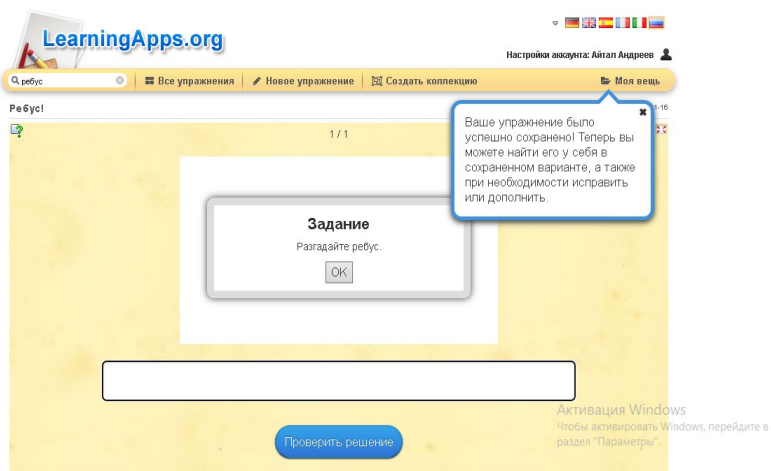 LearningApps.org
Настройки аккаунта: Айтал Андреев
ребус
Все упражнения
Новое упражнение
Создать коллекцию
Моя вещь
Ребус!
1-16
Ваше упражнение было
успешно сохранено! Теперь вы
можете найти его у себя в
сохраненном варианте, а также
при необходимости исправить
или дополнить.
1 / 1
Задание
Разгадайте ребус.
OK
Проверить решение
Активация Windows
Чтобы активировать Windows, перейдите в
раздел "Параметры".